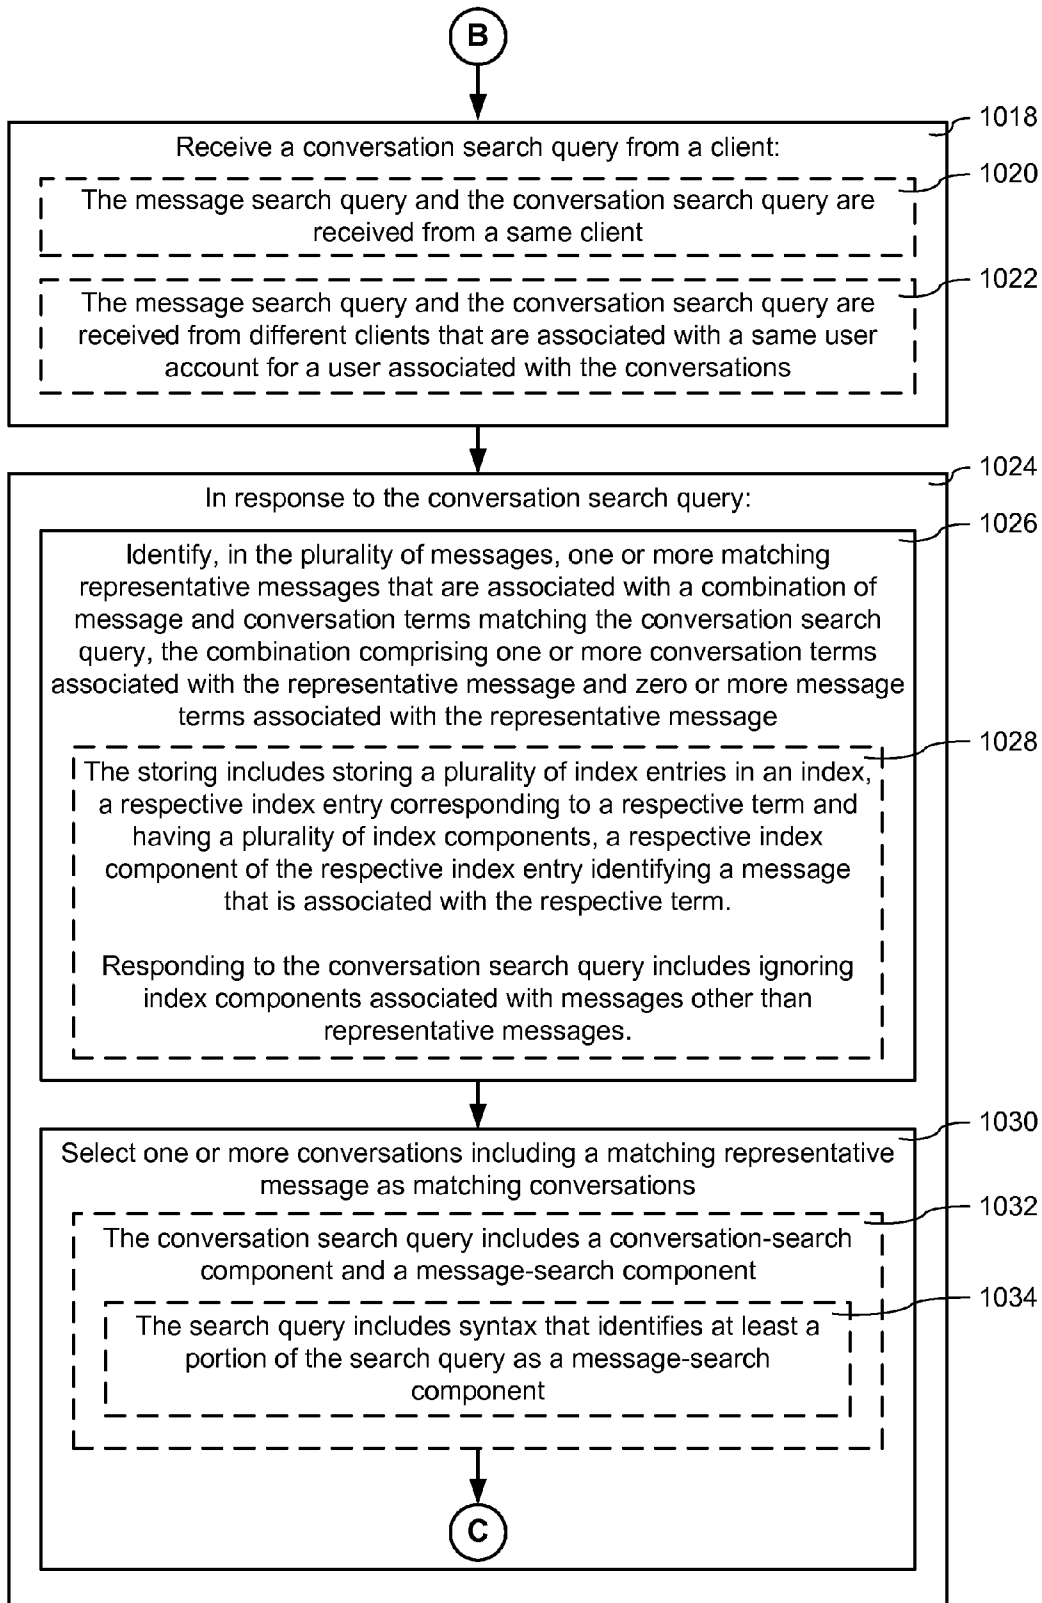 B
1018
Receive a conversation search query from a client:
1020
The message search query and the conversation search query are
received from a same client
1022
The message search query and the conversation search query are
received from different clients that are associated with a same user
account for a user associated with the conversations
1024
In response to the conversation search query:
1026
Identify, in the plurality of messages, one or more matching
representative messages that are associated with a combination of
message and conversation terms matching the conversation search
query, the combination comprising one or more conversation terms
associated with the representative message and zero or more message
terms associated with the representative message
1028
The storing includes storing a plurality of index entries in an index,
a respective index entry corresponding to a respective term and
having a plurality of index components, a respective index
component of the respective index entry identifying a message
that is associated with the respective term.
Responding to the conversation search query includes ignoring
index components associated with messages other than
representative messages.
1030
Select one or more conversations including a matching representative
message as matching conversations
1032
The conversation search query includes a conversation-search
component and a message-search component
1034
The search query includes syntax that identifies at least a
portion of the search query as a message-search
component
C